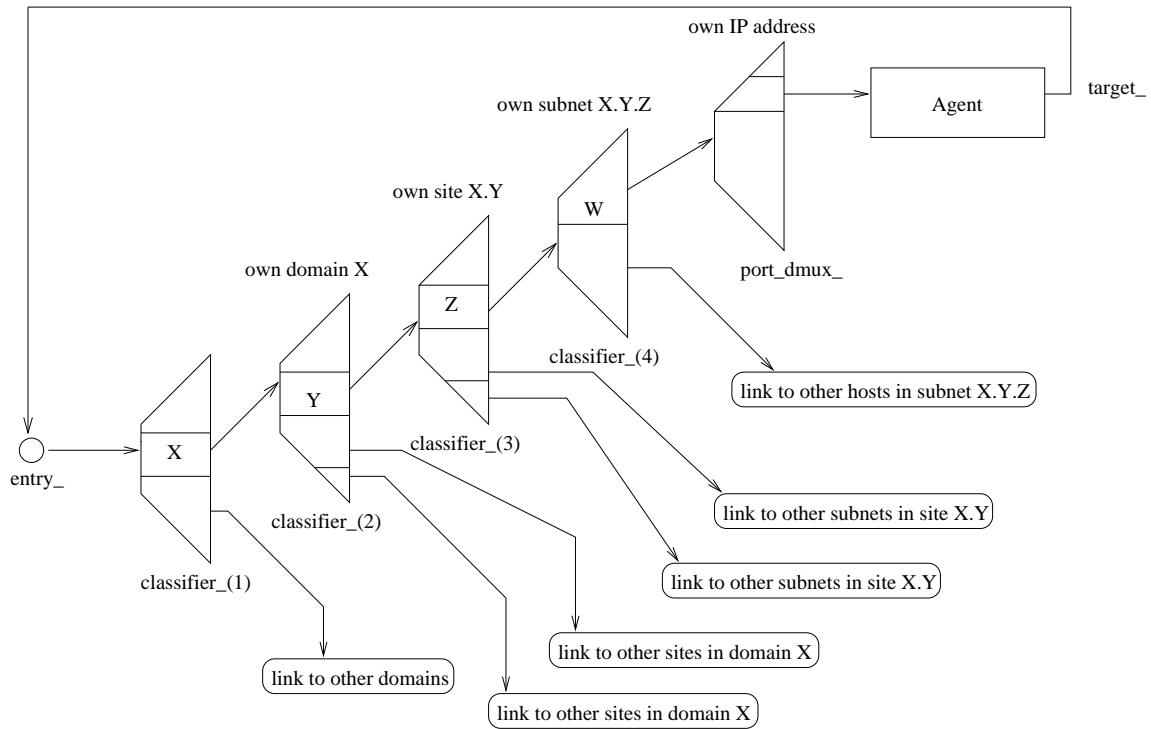 own IP address
Agent
target_
own subnet X.Y.Z
own site X.Y
W
port_dmux_
own domain X
Z
classifier_(4)
link to other hosts in subnet X.Y.Z
Y
classifier_(3)
X
entry_
classifier_(2)
link to other subnets in site X.Y
classifier_(1)
link to other subnets in site X.Y
link to other sites in domain X
link to other domains
link to other sites in domain X